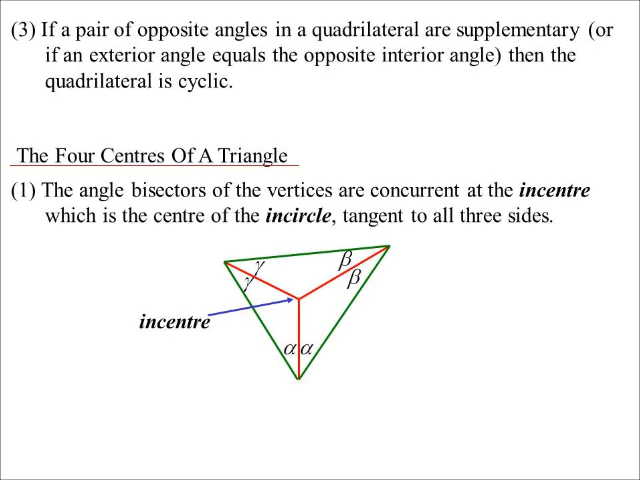 (3) If a pair of opposite angles in a quadrilateral are supplementary (or
if an exterior angle equals the opposite interior angle) then the
quadrilateral is cyclic.
The Four Centres Of A Triangle
(1) The angle bisectors of the vertices are concurrent at the incentre
which is the centre of the incircle, tangent to all three sides.
γ
β
γ
β
incentre
α α